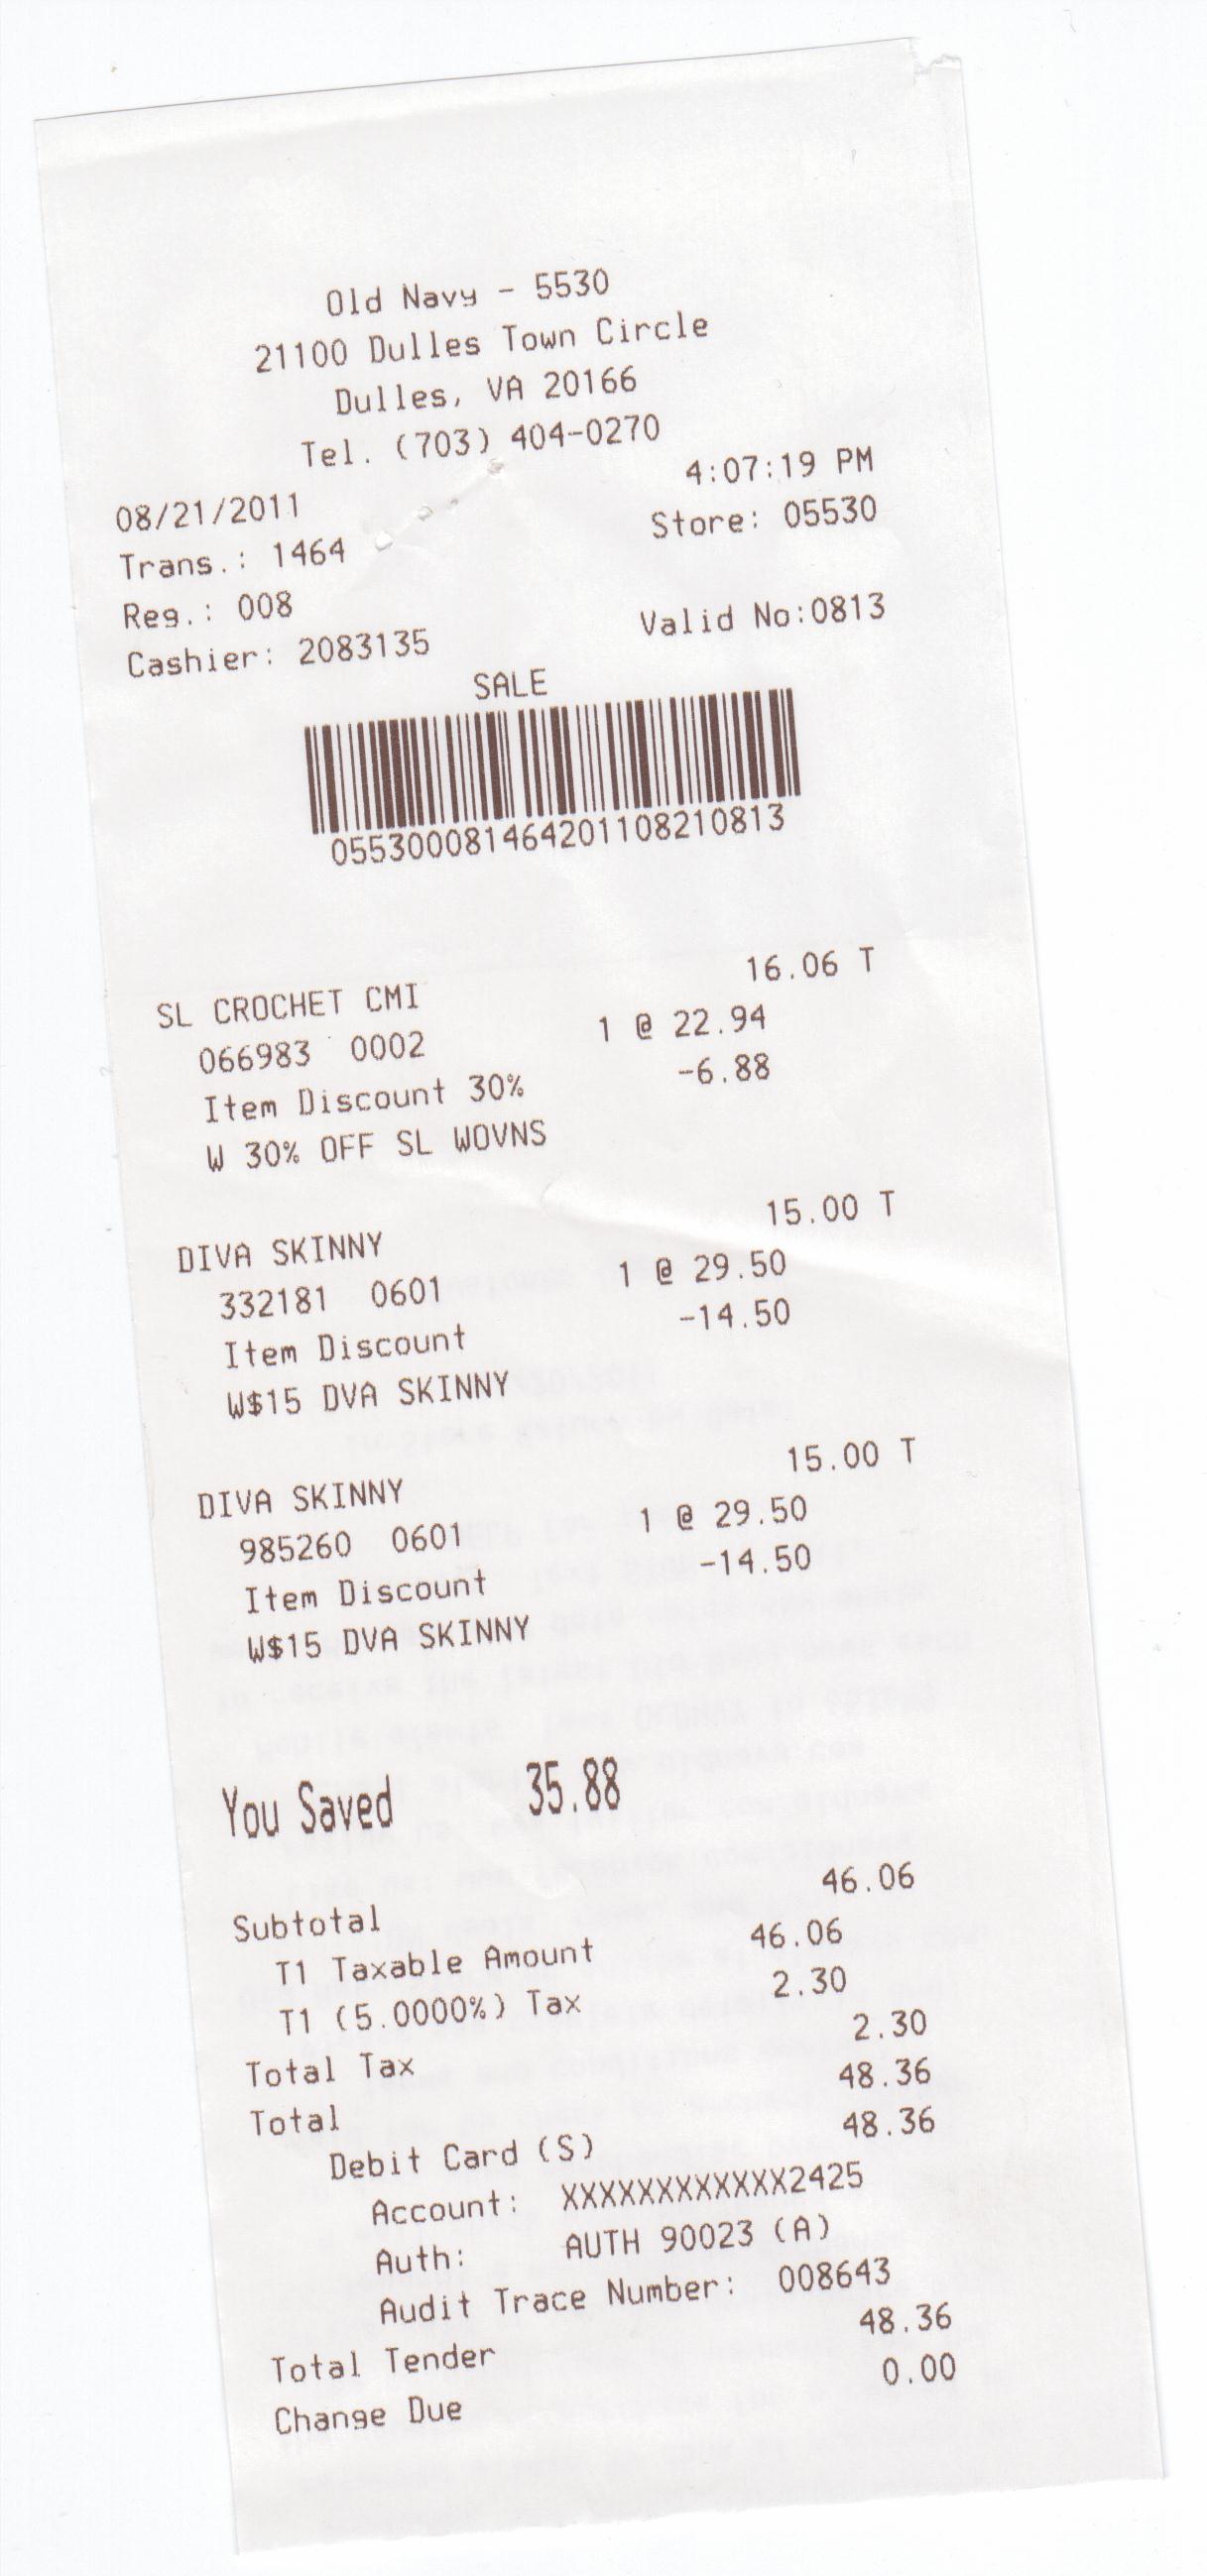 Old Navy - 5530
21100 Dulles Town Circle
Dulles, VA 20166
Tel. (703) 404-0270
08/21/2011 4:07:19 PM
Trans.: 1464 Store: 05530
Reg.: 008
Cashier: 2083135 Valid No:0813
SALE
055300081464201108210813
SL CROCHET CMI 16.06 T
066983 0002 1 @ 22.94
Item Discount 30% -6.88
W 30% OFF SL WOVNS
DIVA SKINNY 15.00 T
332181 0601 1 @ 29.50
Item Discount -14.50
W$15 DVA SKINNY
DIVA SKINNY 15.00 T
985260 0601 1 @ 29.50
Item Discount -14.50
W$15 DVA SKINNY
You Saved 35.88
Subtotal 46.06
T1 Taxable Amount 46.06
T1 (5.0000%) Tax 2.30
Total Tax 2.30
Total 48.36
Debit Card (S) 48.36
Account: XXXXXXXXXXXX2425
Auth: AUTH 90023 (A)
Audit Trace Number: 008643
Total Tender 48.36
Change Due 0.00